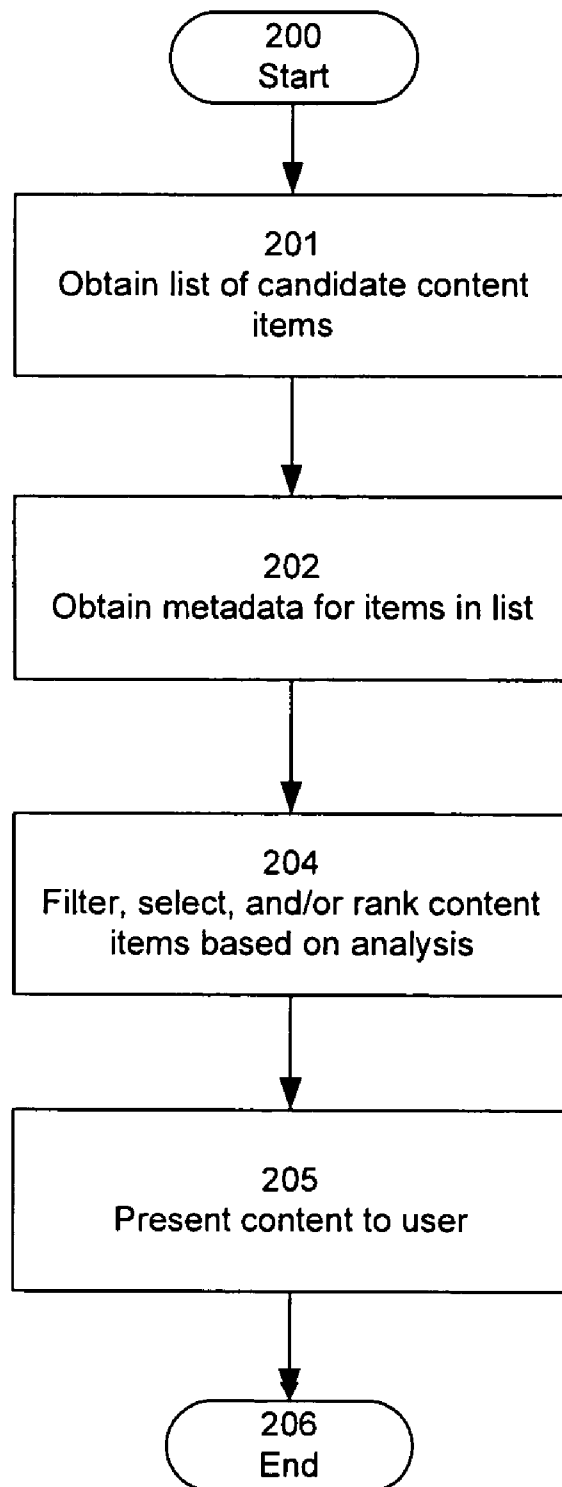 200
Start
201
Obtain list of candidate content
items
202
Obtain metadata for items in list
204
Filter, select, and/or rank content
items based on analysis
205
Present content to user
206
End